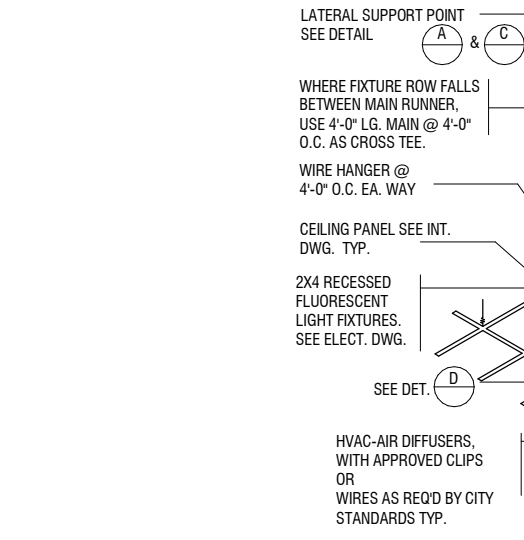 LATERAL SUPPORT POINT
SEE DETAIL A & C
WHERE FIXTURE ROW FALLS
BETWEEN MAIN RUNNER,
USE 4'-0" LG. MAIN @ 4'-0"
O.C. AS CROSS TEE.
WIRE HANGER @
4'-0" O.C. EA. WAY
CEILING PANEL SEE INT.
DWG. TYP.
2X4 RECESSED
FLUORESCENT
LIGHT FIXTURES.
SEE ELECT. DWG.
SEE DET. D
HVAC-AIR DIFFUSERS,
WITH APPROVED CLIPS
OR
WIRES AS REQ'D BY CITY
STANDARDS TYP.